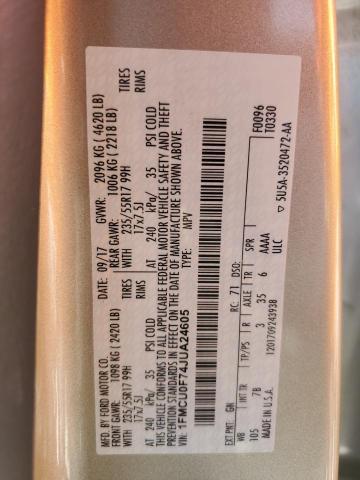 MFG. BY FORD MOTOR CO.
DATE: 09/17 GVWR: 2096 KG ( 4620 LB)
FRONT GAWR: 1098 KG ( 2420 LB) REAR GAWR: 1006 KG ( 2218 LB)
WITH 235/55R17 99H TIRES WITH 235/55R17 99H TIRES
17x7.5J RIMS 17x7.5J RIMS
AT 240 kPa/ 35 PSI COLD AT 240 kPa/ 35 PSI COLD
THIS VEHICLE CONFORMS TO ALL APPLICABLE FEDERAL MOTOR VEHICLE SAFETY AND THEFT
PREVENTION STANDARDS IN EFFECT ON THE DATE OF MANUFACTURE SHOWN ABOVE.
VIN: 1FMCU0F74JUA24605 TYPE: MPV
F0096
T0330
EXT PNT: GN RC: 71 DSO:
WB INT TR TP/PS R AXLE TR SPR
105 7B 3 35 6 AAAA
ULC
MADE IN U.S.A. 1201709243938
5U5A-3520472-AA